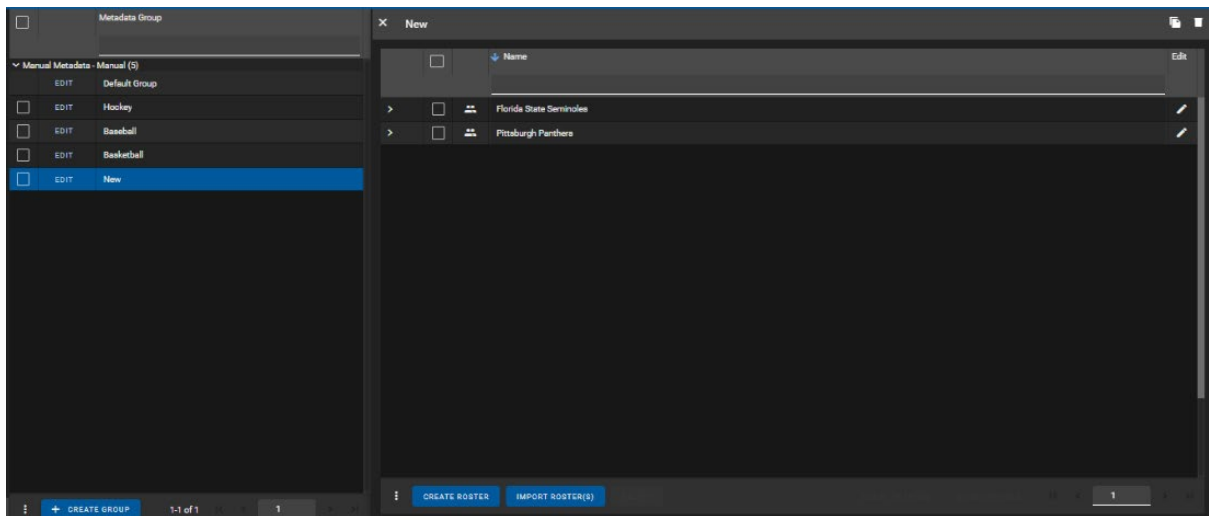 Metadata Group
Manual Metadata - Manual (5)
EDIT Default Group
EDIT Hockey
EDIT Baseball
EDIT Basketball
EDIT New
+ CREATE GROUP 1-1 of 1 1
× New
Name Edit
Florida State Seminoles
Pittsburgh Panthers
CREATE ROSTER IMPORT ROSTER(S) 1